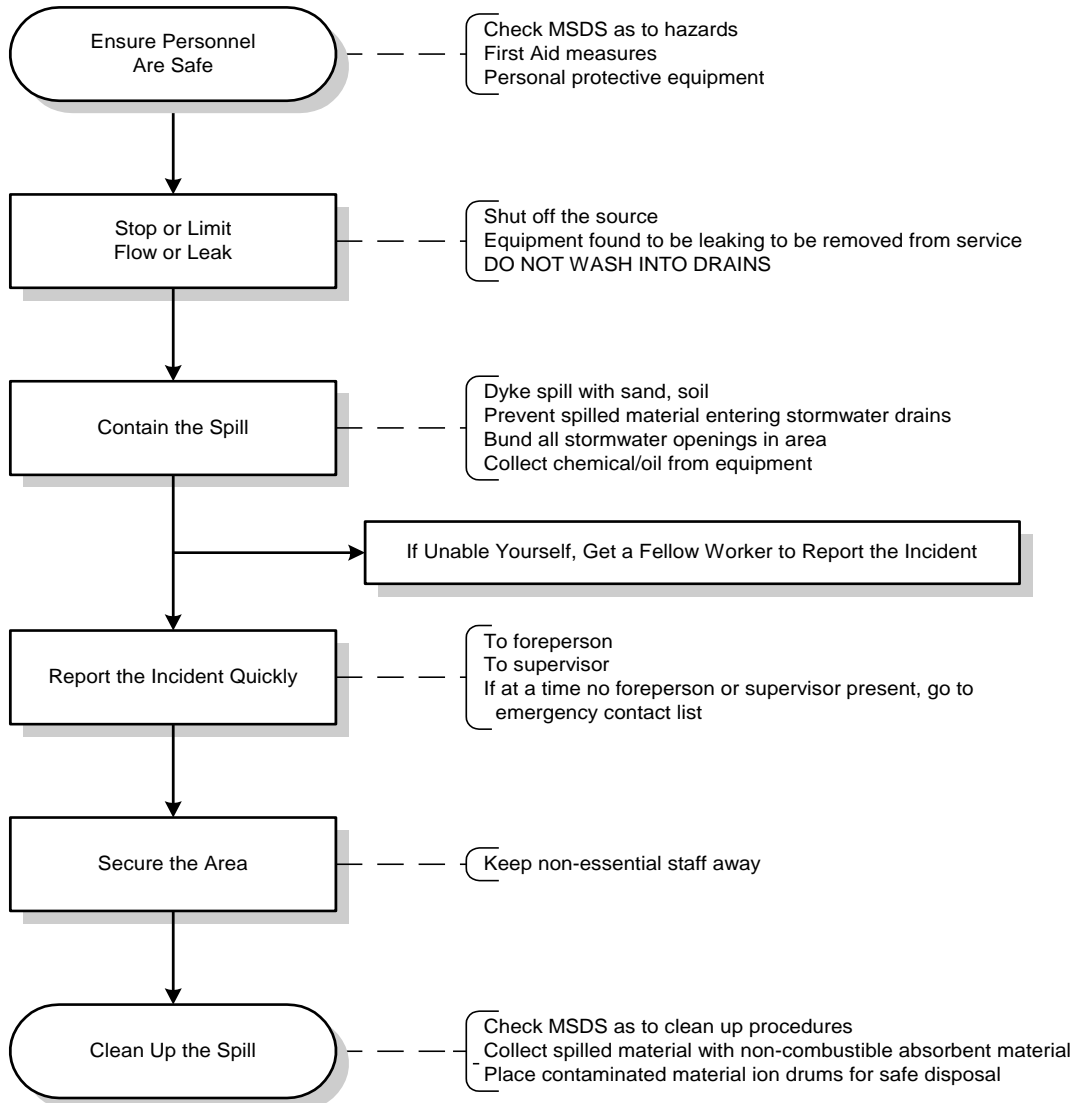 Ensure Personnel
Are Safe
Check MSDS as to hazards
First Aid measures
Personal protective equipment
Stop or Limit
Flow or Leak
Shut off the source
Equipment found to be leaking to be removed from service
DO NOT WASH INTO DRAINS
Contain the Spill
Dyke spill with sand, soil
Prevent spilled material entering stormwater drains
Bund all stormwater openings in area
Collect chemical/oil from equipment
If Unable Yourself, Get a Fellow Worker to Report the Incident
Report the Incident Quickly
To foreperson
To supervisor
If at a time no foreperson or supervisor present, go to
emergency contact list
Secure the Area
Keep non-essential staff away
Clean Up the Spill
Check MSDS as to clean up procedures
Collect spilled material with non-combustible absorbent material
Place contaminated material ion drums for safe disposal